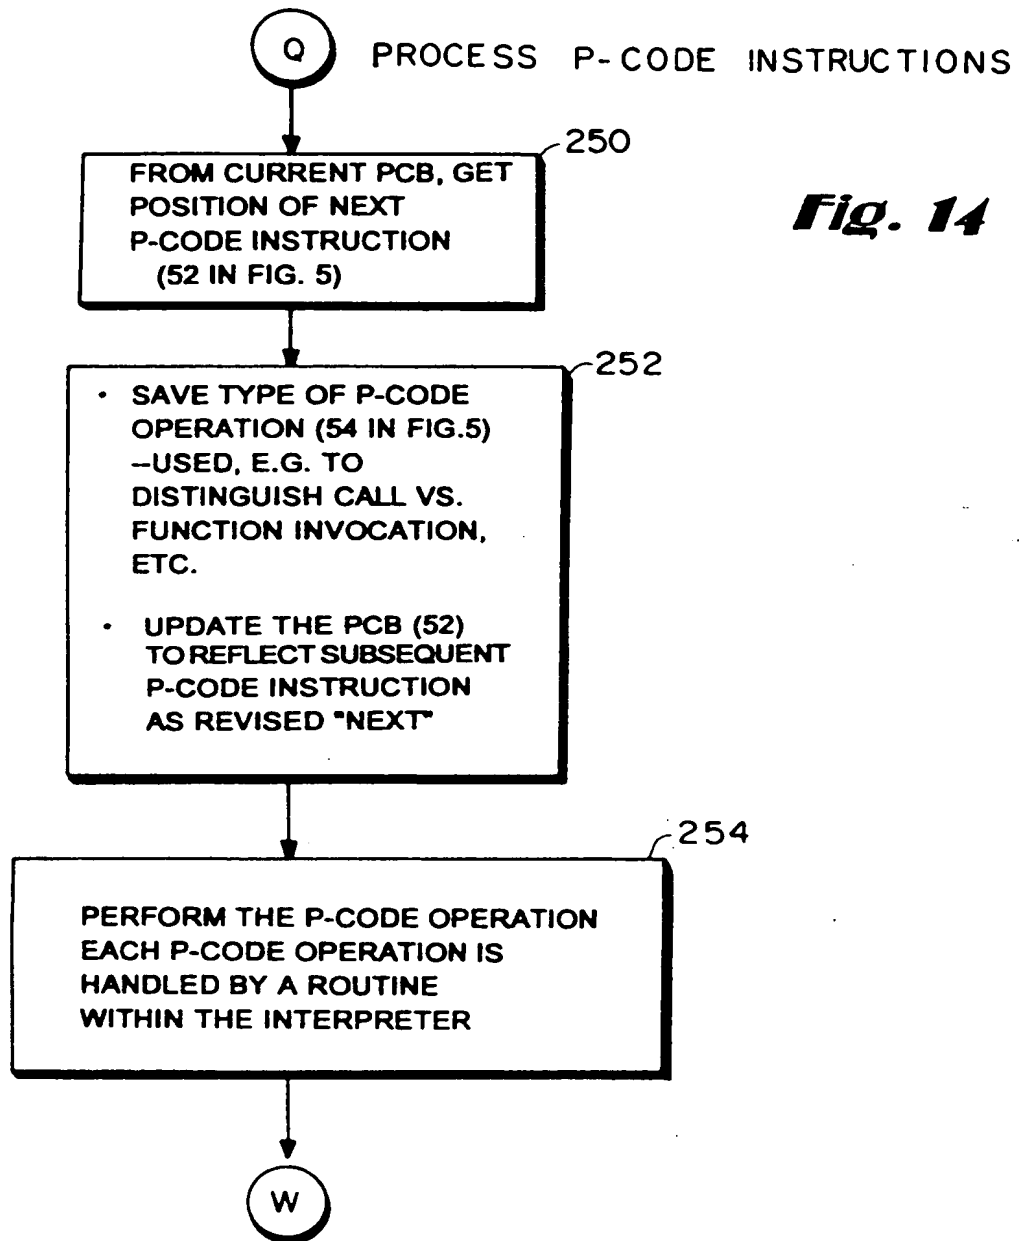 Q PROCESS P-CODE INSTRUCTIONS
250
FROM CURRENT PCB, GET
POSITION OF NEXT
P-CODE INSTRUCTION
(52 IN FIG. 5)
Fig. 14
252
• SAVE TYPE OF P-CODE
OPERATION (54 IN FIG.5)
--USED, E.G. TO
DISTINGUISH CALL VS.
FUNCTION INVOCATION,
ETC.
• UPDATE THE PCB (52)
TO REFLECT SUBSEQUENT
P-CODE INSTRUCTION
AS REVISED "NEXT"
254
PERFORM THE P-CODE OPERATION
EACH P-CODE OPERATION IS
HANDLED BY A ROUTINE
WITHIN THE INTERPRETER
W